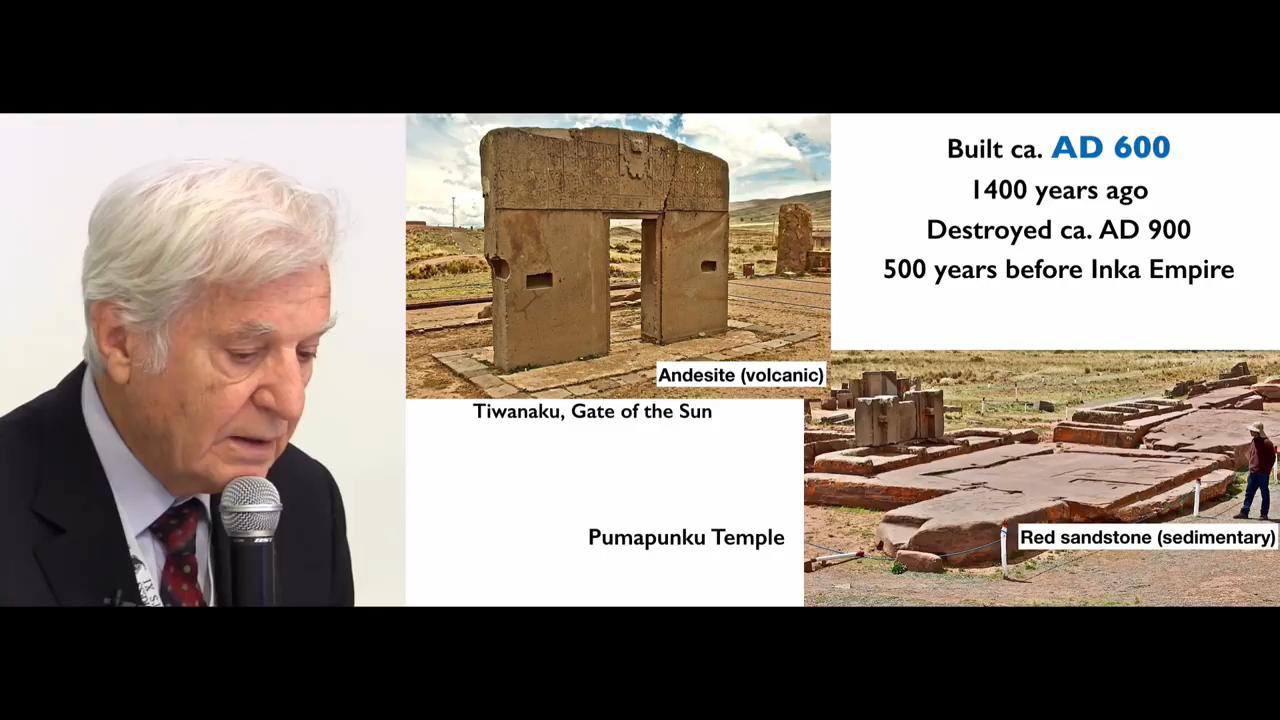 Built ca. AD 600
1400 years ago
Destroyed ca. AD 900
500 years before Inka Empire
Andesite (volcanic)
Tiwanaku, Gate of the Sun
Pumapunku Temple
Red sandstone (sedimentary)